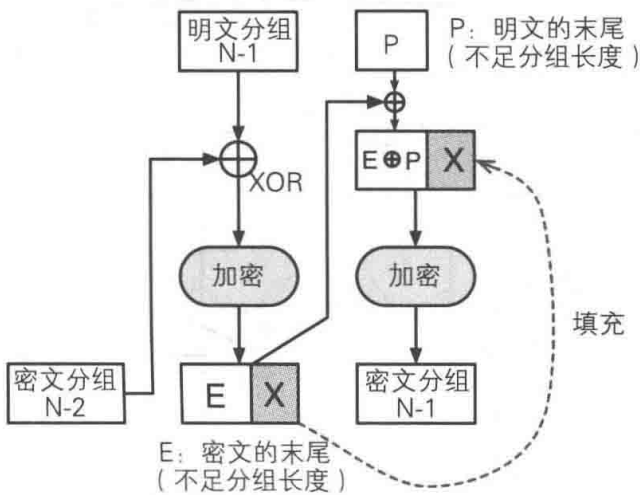 明文分组
N-1
P
P：明文的末尾
（不足分组长度）
XOR
E⊕P
X
加密
加密
填充
密文分组
N-2
E
X
密文分组
N-1
E：密文的末尾
（不足分组长度）